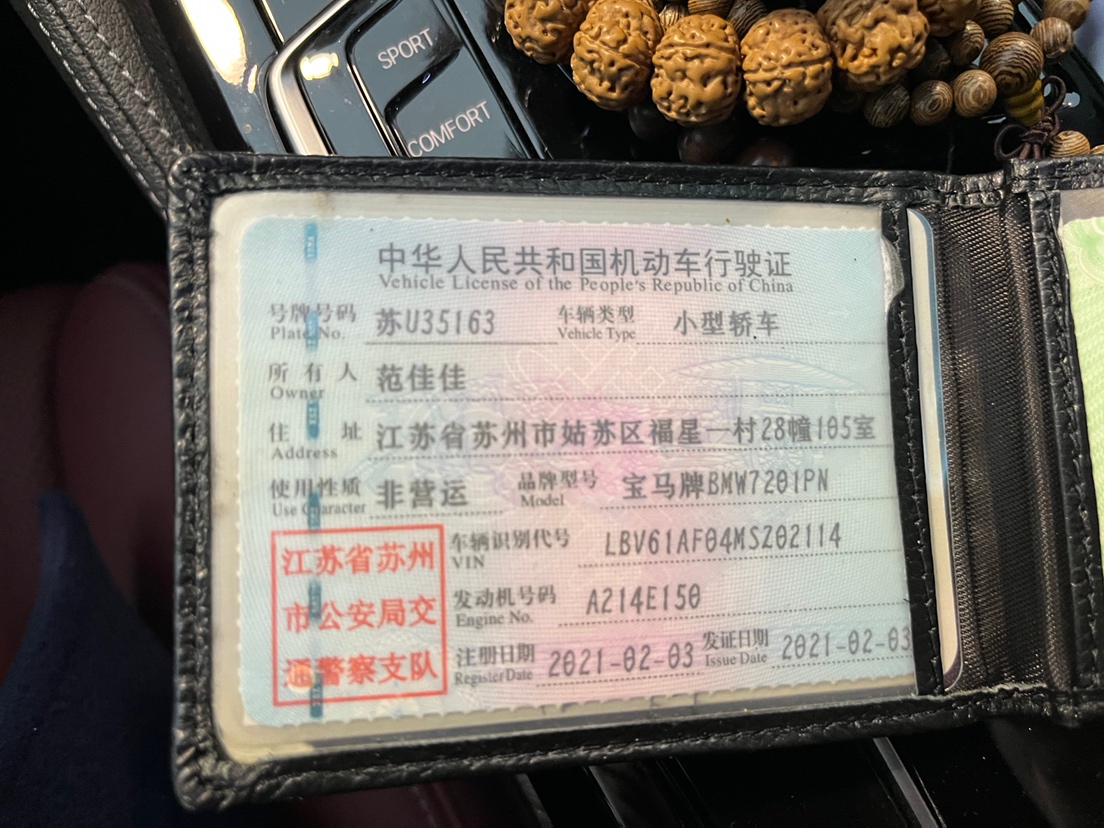 SPORT
COMFORT
中华人民共和国机动车行驶证
Vehicle License of the People's Republic of China
号牌号码 苏U35163 车辆类型 小型轿车
Plate No. Vehicle Type
所有人 范佳佳
Owner
住址 江苏省苏州市姑苏区福星一村28幢105室
Address
使用性质 非营运 品牌型号 宝马牌BMW7201PN
Use Character Model
江苏省苏州
市公安局交
通警察支队
车辆识别代号 LBV61AF04MSZ02114
VIN
发动机号码 A214E150
Engine No.
注册日期 2021-02-03 发证日期 2021-02-03
Register Date Issue Date